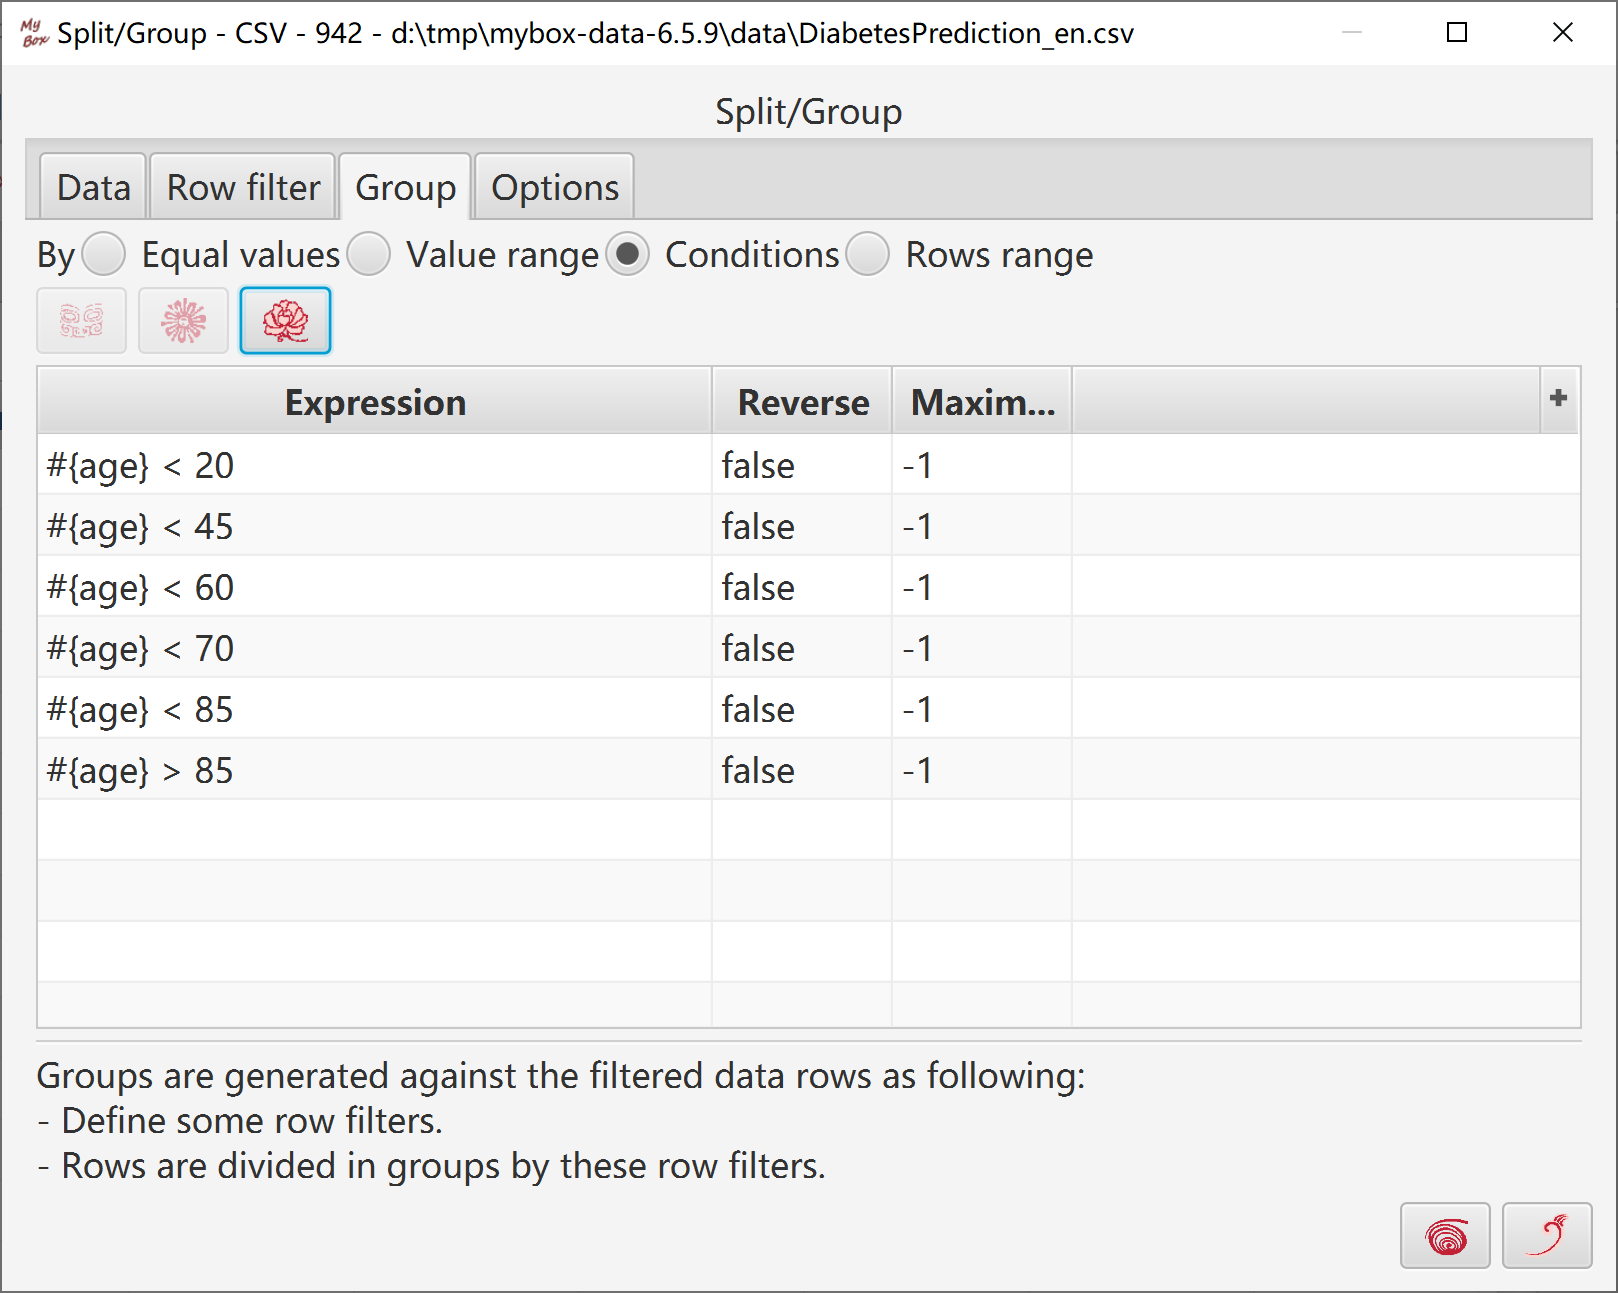 My Box Split/Group - CSV - 942 - d:\tmp\mybox-data-6.5.9\data\DiabetesPrediction_en.csv
Split/Group
Data Row filter Group Options
By Equal values Value range Conditions Rows range
Expression Reverse Maxim... +
#{age} < 20 false -1
#{age} < 45 false -1
#{age} < 60 false -1
#{age} < 70 false -1
#{age} < 85 false -1
#{age} > 85 false -1
Groups are generated against the filtered data rows as following:
- Define some row filters.
- Rows are divided in groups by these row filters.